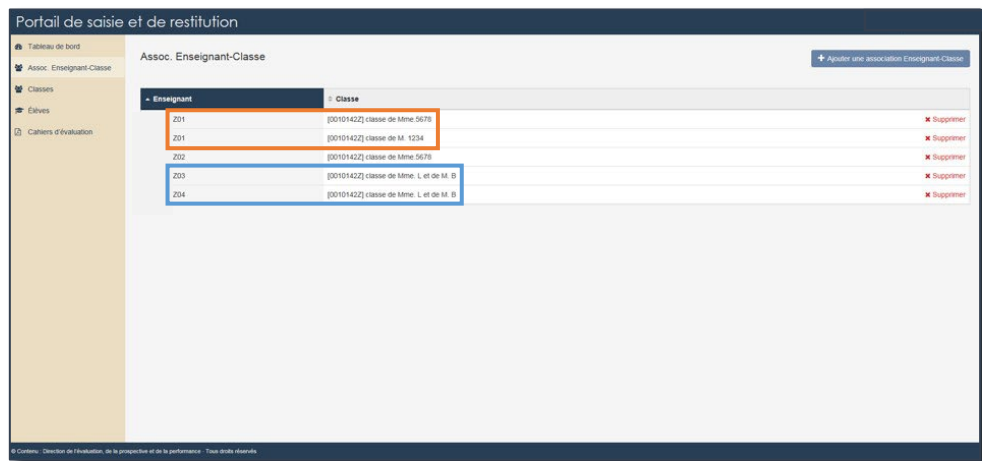 Portail de saisie et de restitution
Tableau de bord
Assoc. Enseignant-Classe
Classes
Élèves
Cahiers d'évaluation
Assoc. Enseignant-Classe
Ajouter une association Enseignant-Classe
Enseignant Classe
Z01 [0010142Z] classe de Mme.5678 Supprimer
Z01 [0010142Z] classe de M. 1234 Supprimer
Z02 [0010142Z] classe de Mme.5678 Supprimer
Z03 [0010142Z] classe de Mme. L et de M. B Supprimer
Z04 [0010142Z] classe de Mme. L et de M. B Supprimer
© Contenu : Direction de l'évaluation, de la prospective et de la performance - Tous droits réservés